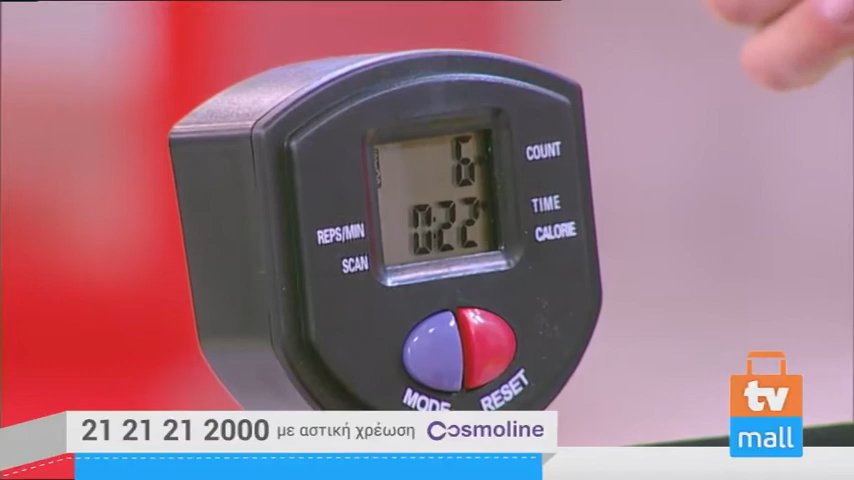 6
COUNT
0:22
TIME
REPS/MIN
CALORIE
SCAN
MODE
RESET
tv
mall
21 21 21 2000 με αστική χρέωση Cosmoline